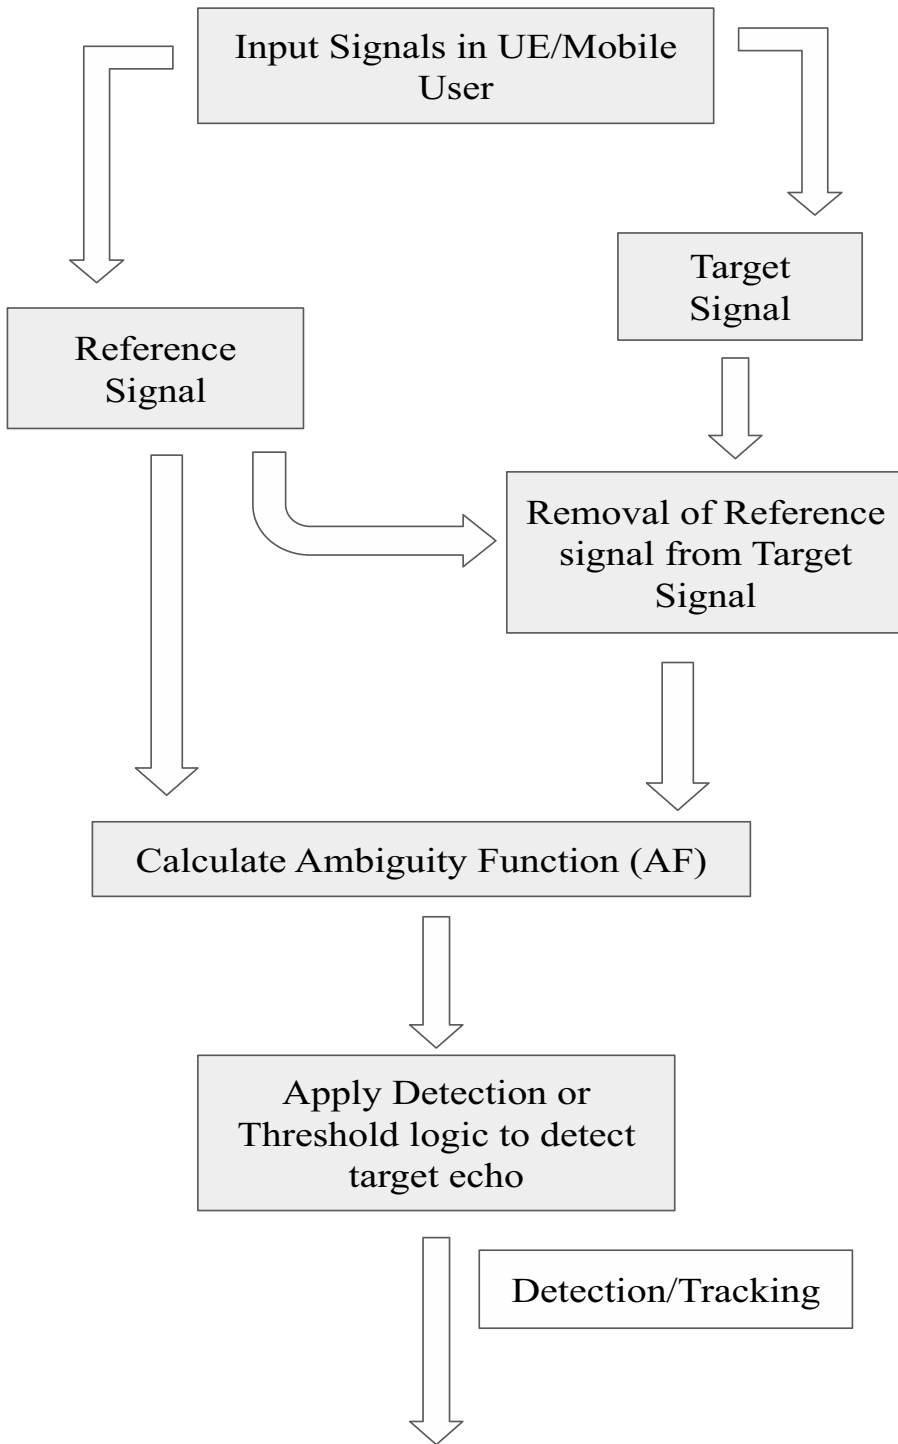 Input Signals in UE/Mobile
User
Target
Signal
Reference
Signal
Removal of Reference
signal from Target
Signal
Calculate Ambiguity Function (AF)
Apply Detection or
Threshold logic to detect
target echo
Detection/Tracking